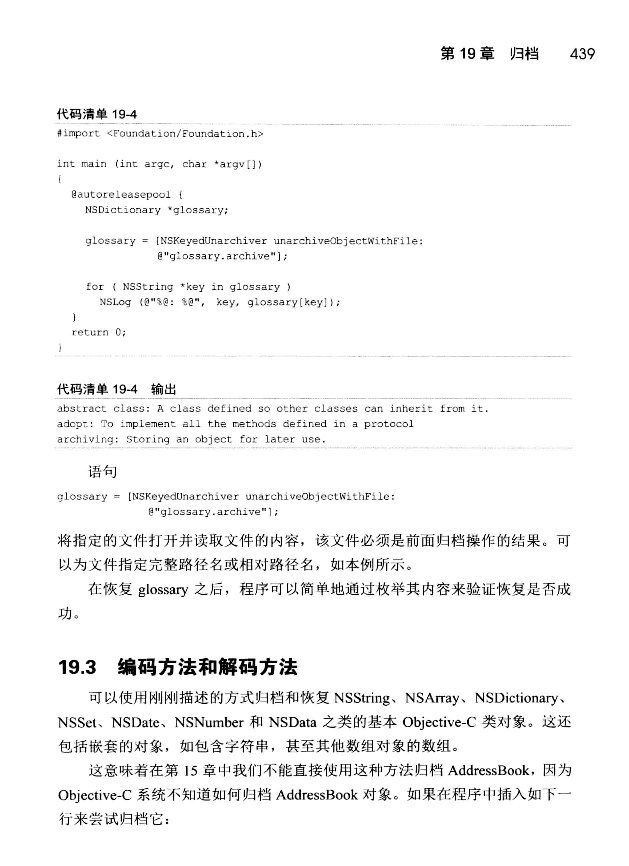 第 19 章 归档 439
代码清单 19-4
#import <Foundation/Foundation.h>
int main (int argc, char *argv[])
{
@autoreleasepool {
NSDictionary *glossary;
glossary = [NSKeyedUnarchiver unarchiveObjectWithFile:
@"glossary.archive"];
for ( NSString *key in glossary )
NSLog (@"%@: %@", key, glossary[key]);
}
return 0;
}
代码清单 19-4 输出
abstract class: A class defined so other classes can inherit from it.
adopt: To implement all the methods defined in a protocol
archiving: Storing an object for later use.
语句
glossary = [NSKeyedUnarchiver unarchiveObjectWithFile:
@"glossary.archive"];
将指定的文件打开并读取文件的内容，该文件必须是前面归档操作的结果。可
以为文件指定完整路径名或相对路径名，如本例所示。
在恢复 glossary 之后，程序可以简单地通过枚举其内容来验证恢复是否成
功。
19.3 编码方法和解码方法
可以使用刚刚描述的方式归档和恢复 NSString、NSArray、NSDictionary、
NSSet、NSDate、NSNumber 和 NSData 之类的基本 Objective-C 类对象。这还
包括嵌套的对象，如包含字符串，甚至其他数组对象的数组。
这意味着在第 15 章中我们不能直接使用这种方法归档 AddressBook，因为
Objective-C 系统不知道如何归档 AddressBook 对象。如果在程序中插入如下一
行来尝试归档它：